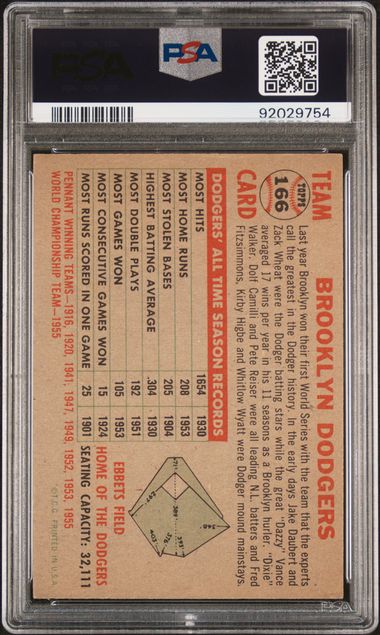 PSA
PSA
92029754
TEAM CARD
TOPPS
166
BROOKLYN DODGERS
Last year Brooklyn won their first World Series with the team that the experts
call the greatest in the Dodger history. In the early days Jake Daubert and
Zack Wheat were the Dodger batting stars while the great "Dazzy" Vance
averaged 17 wins per year in his 11 seasons as a Brooklyn hurler. "Dixie"
Walker, Dolf Camilli, and Pete Reiser were all leading N.L. batters and Fred
Fitzsimmons, Kirby Higbe and Whitlow Wyatt were Dodger mound mainstays.
DODGERS' ALL TIME SEASON RECORDS
MOST HITS 1654 1930
MOST HOME RUNS 208 1953
MOST STOLEN BASES 205 1904
HIGHEST BATTING AVERAGE .304 1930
MOST DOUBLE PLAYS 192 1951
MOST GAMES WON 105 1953
MOST CONSECUTIVE GAMES WON 15 1924
MOST RUNS SCORED IN ONE GAME 25 1901
EBBETS FIELD
HOME OF THE DODGERS
SEATING CAPACITY: 32,111
PENNANT WINNING TEAMS—1916, 1920, 1941, 1947, 1949, 1952, 1953, 1955
WORLD CHAMPIONSHIP TEAM—1955
©T.C.G. PRINTED IN U.S.A.
PSA